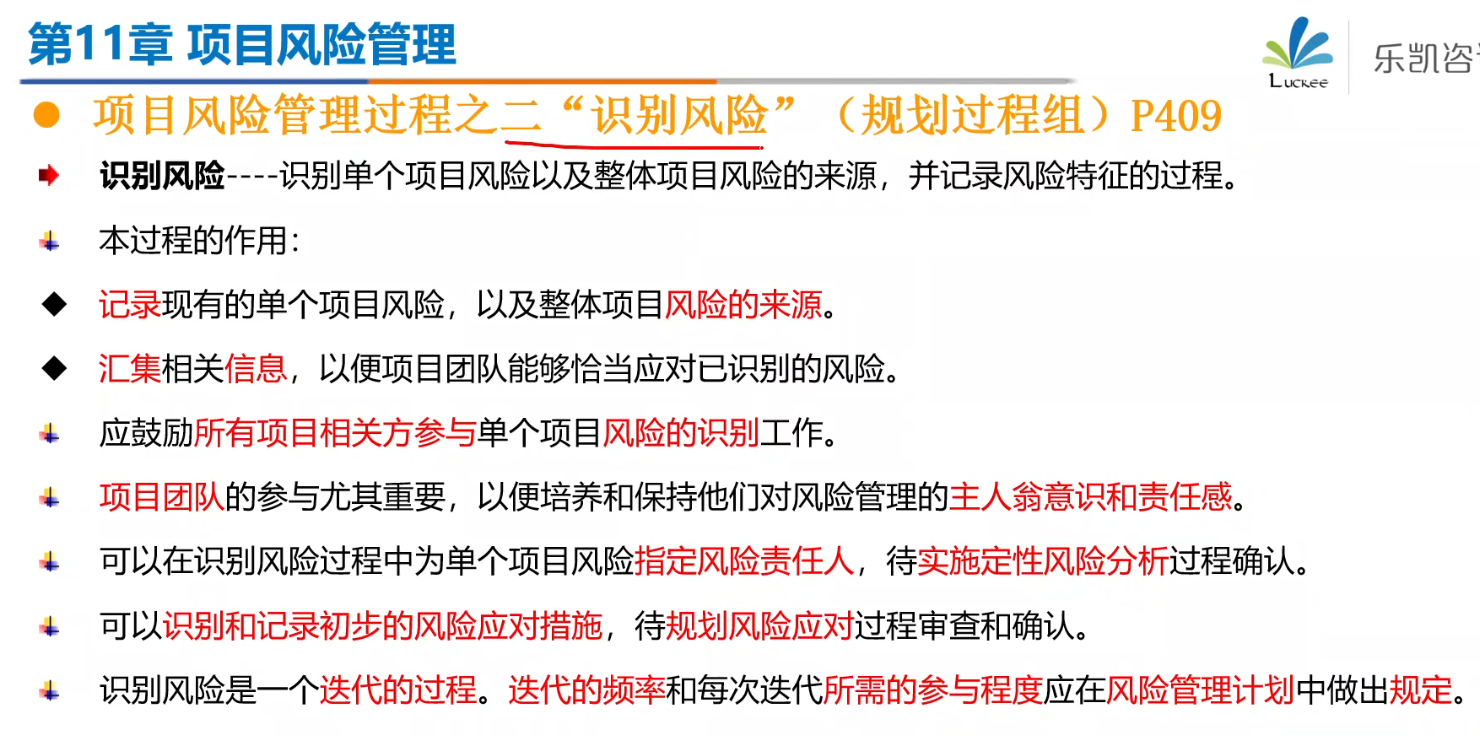 第11章 项目风险管理
LUCKEE
乐凯咨
项目风险管理过程之二“识别风险”（规划过程组）P409
识别风险----识别单个项目风险以及整体项目风险的来源，并记录风险特征的过程。
本过程的作用：
记录现有的单个项目风险，以及整体项目风险的来源。
汇集相关信息，以便项目团队能够恰当应对已识别的风险。
应鼓励所有项目相关方参与单个项目风险的识别工作。
项目团队的参与尤其重要，以便培养和保持他们对风险管理的主人翁意识和责任感。
可以在识别风险过程中为单个项目风险指定风险责任人，待实施定性风险分析过程确认。
可以识别和记录初步的风险应对措施，待规划风险应对过程审查和确认。
识别风险是一个迭代的过程。迭代的频率和每次迭代所需的参与程度应在风险管理计划中做出规定。